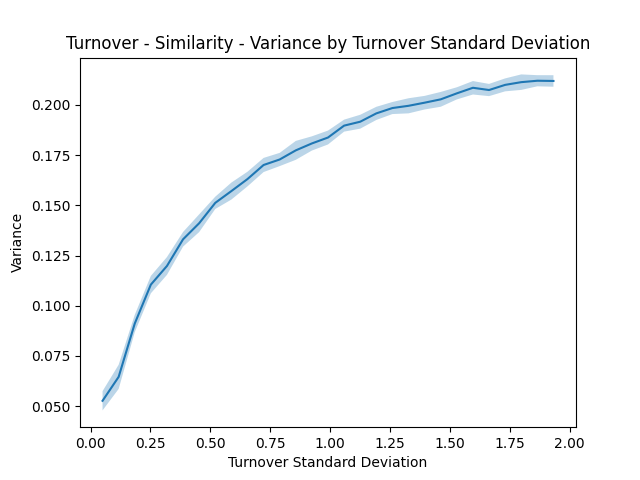 Turnover - Similarity - Variance by Turnover Standard Deviation
0.200
0.175
0.150
0.125
0.100
0.075
0.050
Variance
0.00 0.25 0.50 0.75 1.00 1.25 1.50 1.75 2.00
Turnover Standard Deviation